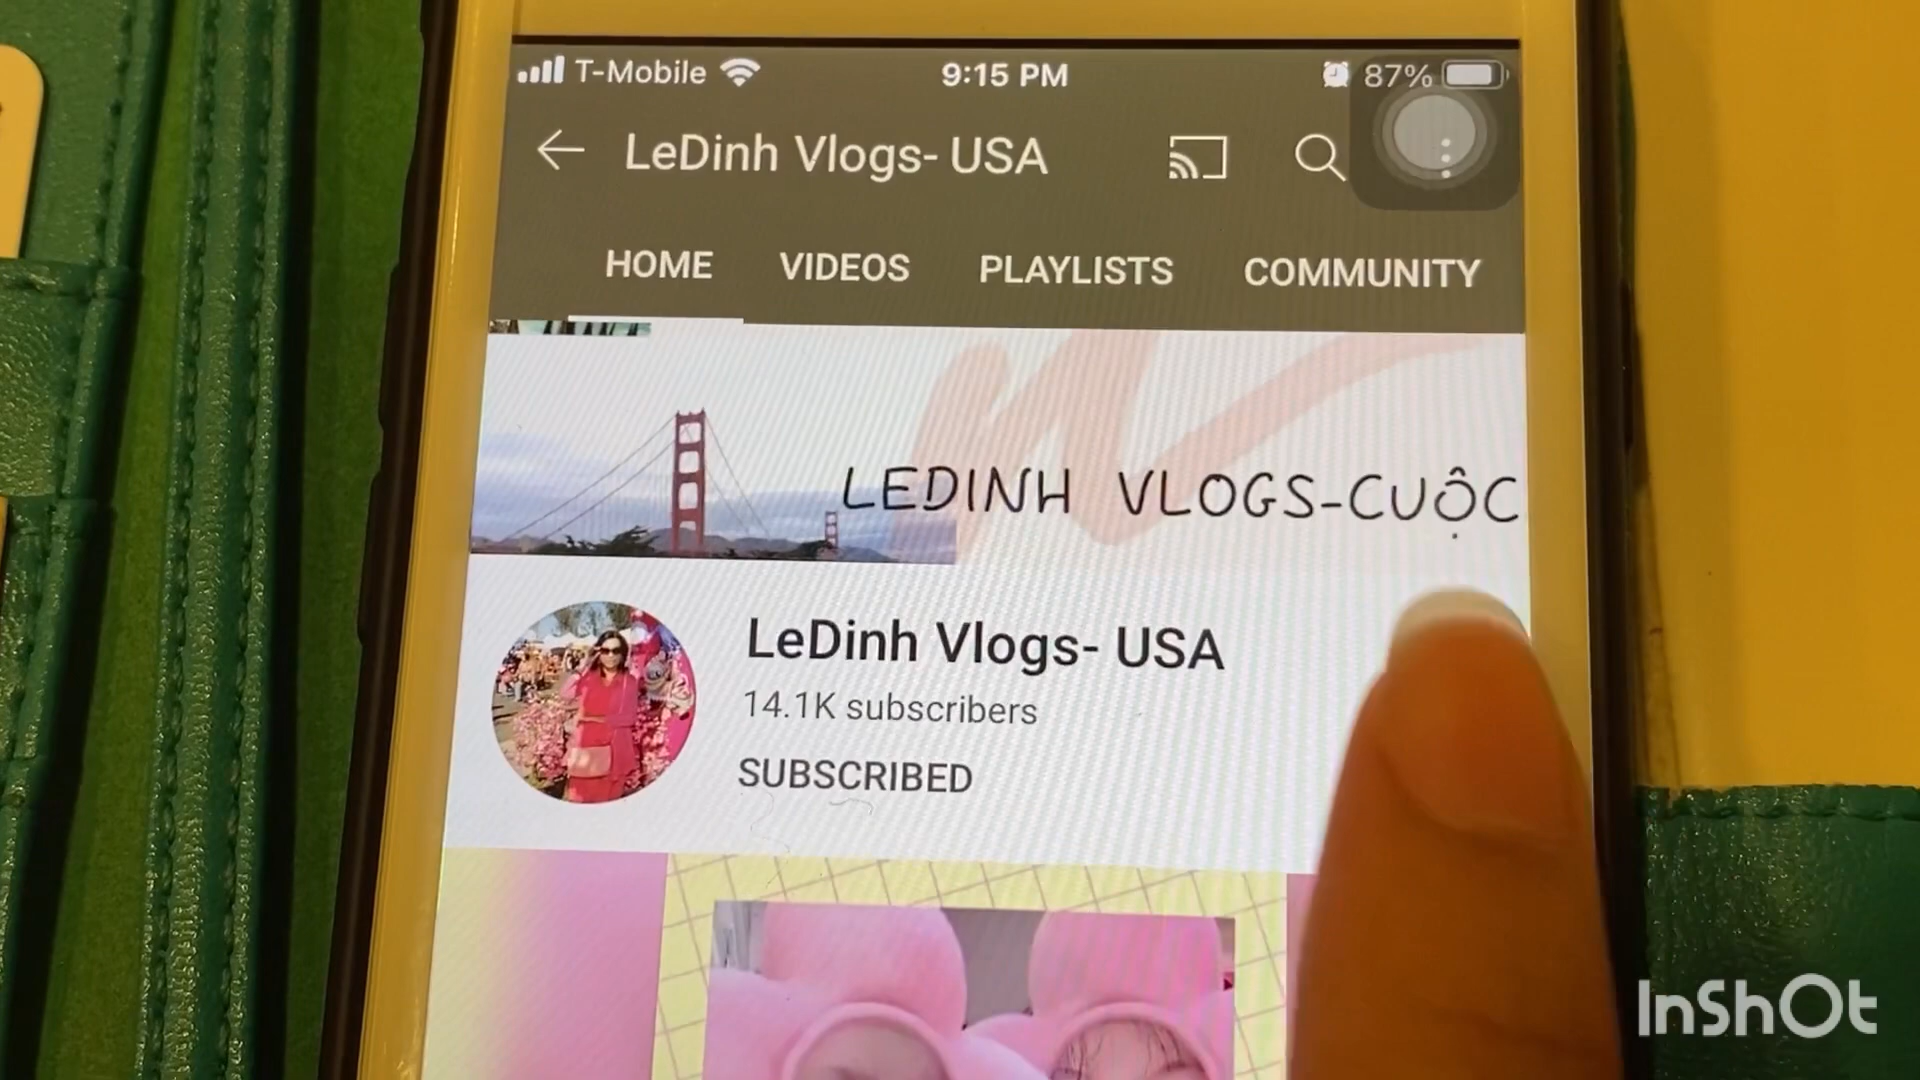 T-Mobile 9:15 PM 87%
LeDinh Vlogs- USA
HOME VIDEOS PLAYLISTS COMMUNITY
LEDINH VLOGS-CUỘC
LeDinh Vlogs- USA
14.1K subscribers
SUBSCRIBED
InShOt